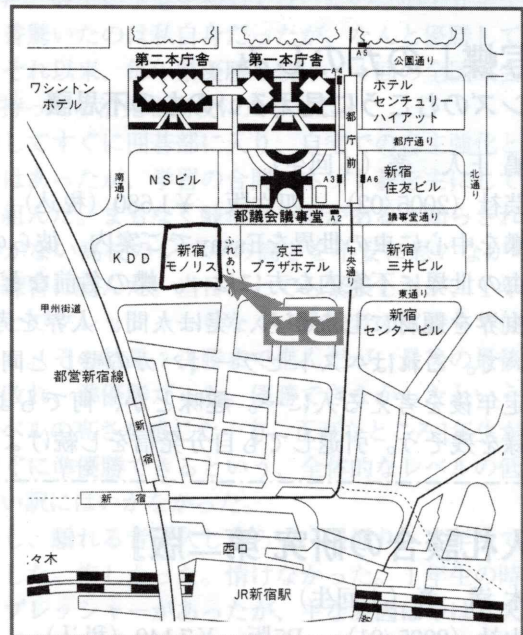 第二本庁舎
第一本庁舎
A5
公園通り
ワシントン
ホテル
A4
ホテル
センチュリー
ハイアット
都庁前
都庁通り
南通り
NSビル
A3
A6
新宿
住友ビル
北通り
都議会議事堂
A2
議事堂通り
KDD
新宿
モノリス
ふれあい通り
京王
プラザホテル
中央通り
新宿
三井ビル
東通り
甲州街道
新宿
センタービル
都営新宿線
新宿
新宿
西口
々木
JR新宿駅